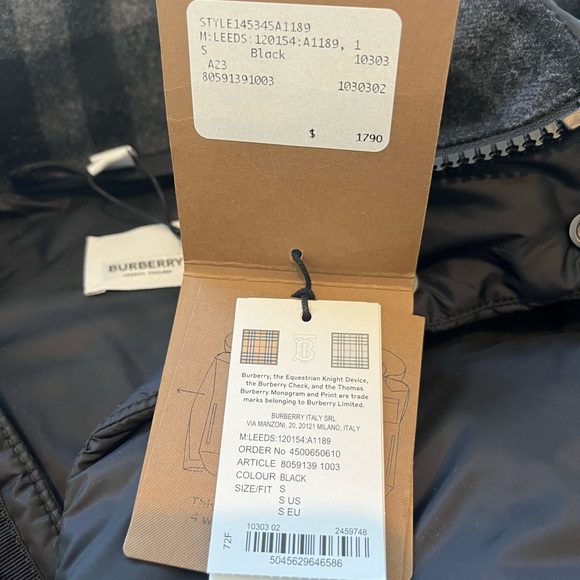 STYLE145345A1189
M:LEEDS:120154:A1189, 1
S Black 10303
A23
80591391003 1030302
$ 1790
BURBERRY
LONDON, ENGLAND
Burberry, the Equestrian Knight Device,
the Burberry Check, and the Thomas
Burberry Monogram and Print are trade
marks belonging to Burberry Limited.
BURBERRY ITALY SRL
VIA MANZONI, 20, 20121 MILANO, ITALY
M:LEEDS:120154:A1189
ORDER No 4500650610
ARTICLE 8059139 1003
COLOUR BLACK
SIZE/FIT S
S US
S EU
10303 02 2459748
72F
5045629646586